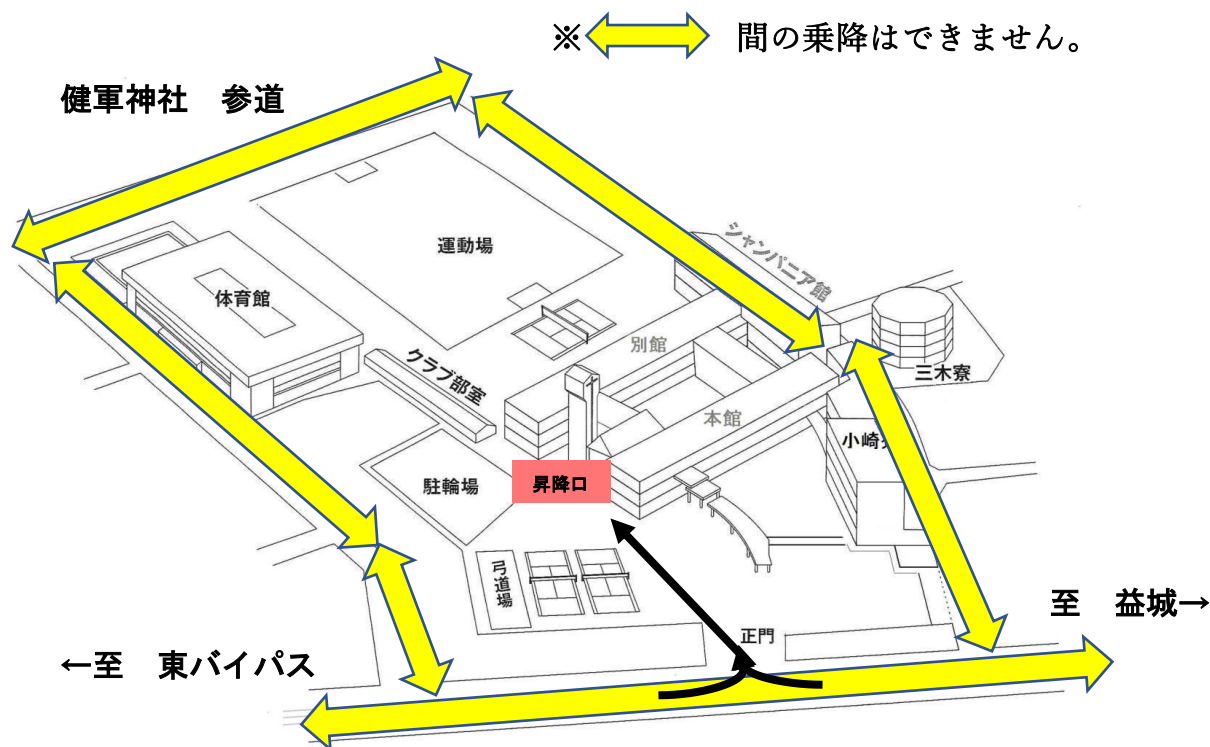 ※ 間の乗降はできません。
健軍神社　参道
運動場
シャンパニア館
体育館
別館
三木寮
クラブ部室
本館
小崎
駐輪場
昇降口
弓道場
至　益城→
正門
←至　東バイパス